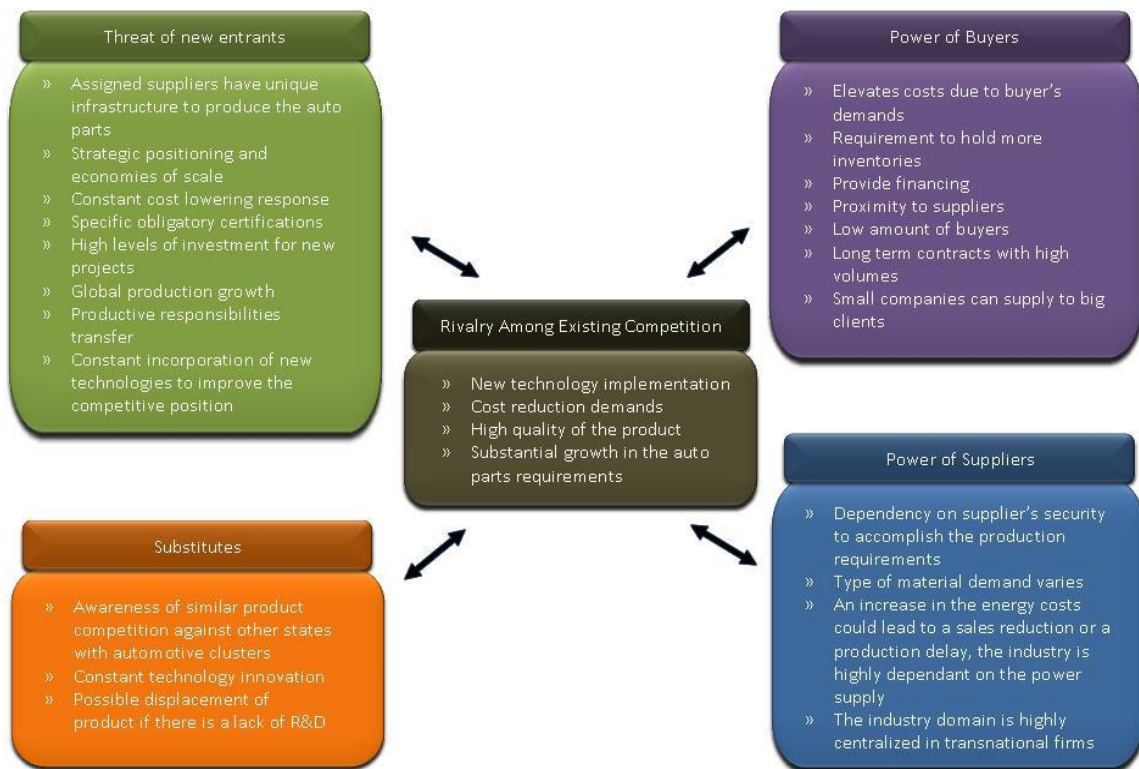 Threat of new entrants
» Assigned suppliers have unique
infrastructure to produce the auto
parts
» Strategic positioning and
economies of scale
» Constant cost lowering response
» Specific obligatory certifications
» High levels of investment for new
projects
» Global production growth
» Productive responsibilities
transfer
» Constant incorporation of new
technologies to improve the
competitive position
Power of Buyers
» Elevates costs due to buyer’s
demands
» Requirement to hold more
inventories
» Provide financing
» Proximity to suppliers
» Low amount of buyers
» Long term contracts with high
volumes
» Small companies can supply to big
clients
Rivalry Among Existing Competition
» New technology implementation
» Cost reduction demands
» High quality of the product
» Substantial growth in the auto
parts requirements
Substitutes
» Awareness of similar product
competition against other states
with automotive clusters
» Constant technology innovation
» Possible displacement of
product if there is a lack of R&D
Power of Suppliers
» Dependency on supplier’s security
to accomplish the production
requirements
» Type of material demand varies
» An increase in the energy costs
could lead to a sales reduction or a
production delay, the industry is
highly dependant on the power
supply
» The industry domain is highly
centralized in transnational firms